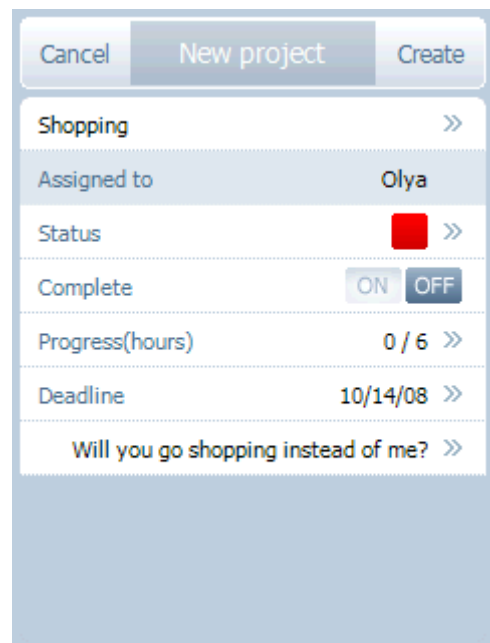 Cancel New project Create
Shopping »
Assigned to Olya
Status »
Complete ON OFF
Progress(hours) 0 / 6 »
Deadline 10/14/08 »
Will you go shopping instead of me? »